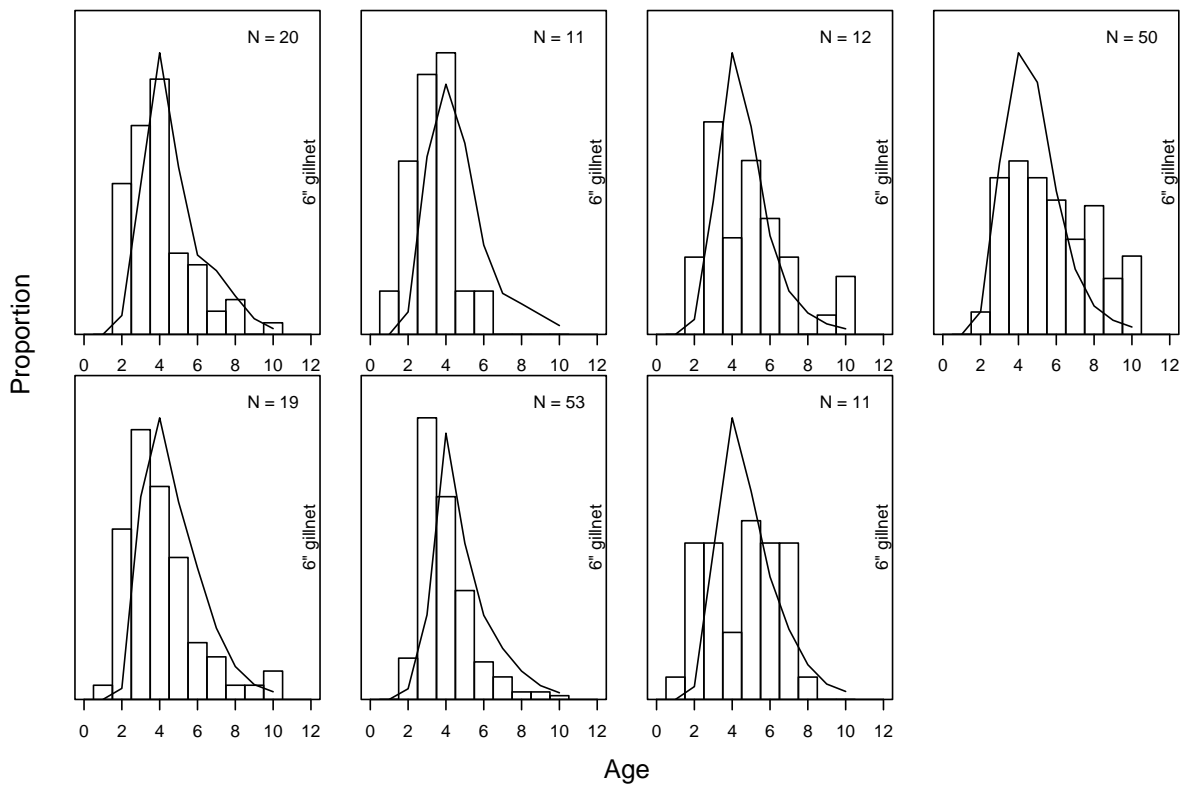 N = 20
N = 11
N = 12
N = 50
6" gillnet
6" gillnet
6" gillnet
6" gillnet
0 2 4 6 8 10 12
0 2 4 6 8 10 12
0 2 4 6 8 10 12
0 2 4 6 8 10 12
Proportion
N = 19
N = 53
N = 11
6" gillnet
6" gillnet
6" gillnet
0 2 4 6 8 10 12
0 2 4 6 8 10 12
0 2 4 6 8 10 12
Age